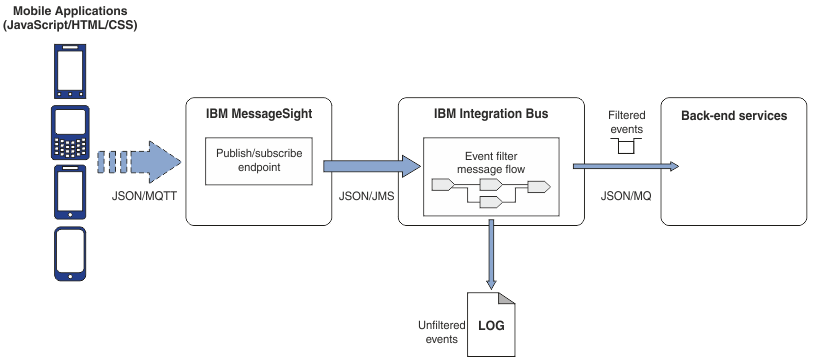 Mobile Applications
(JavaScript/HTML/CSS)
IBM MessageSight
Publish/subscribe
endpoint
JSON/MQTT
JSON/JMS
IBM Integration Bus
Event filter
message flow
Filtered
events
JSON/MQ
Back-end services
Unfiltered
events
LOG